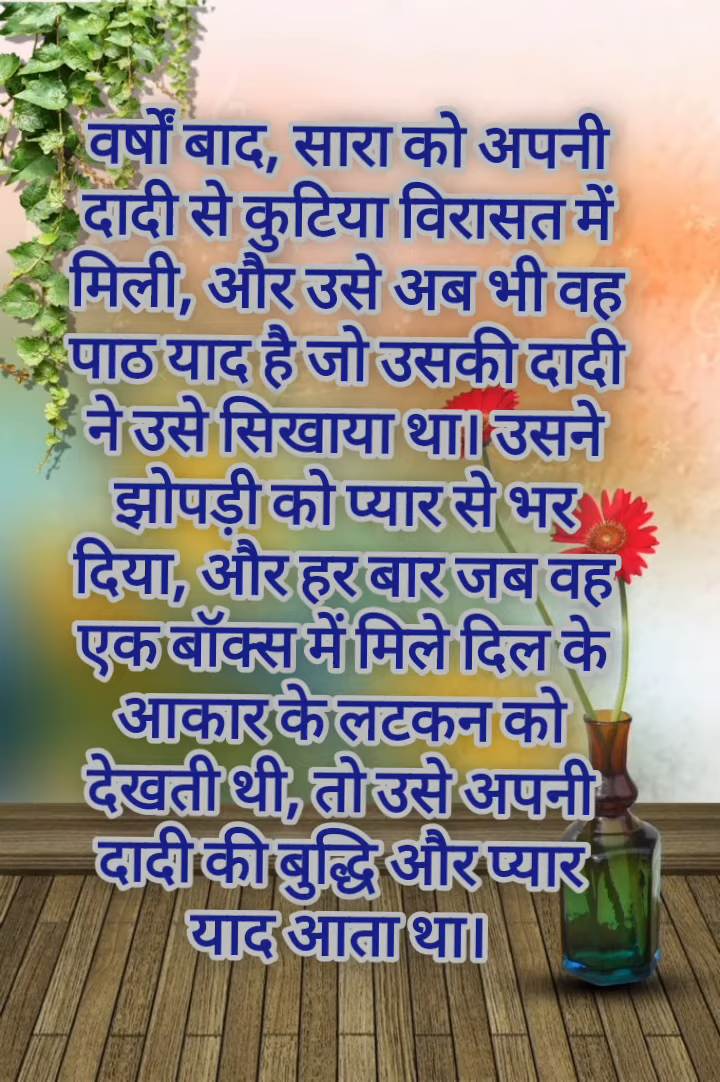 वर्षों बाद, सारा को अपनी
दादी से कुटिया विरासत में
मिली, और उसे अब भी वह
पाठ याद है जो उसकी दादी
ने उसे सिखाया था। उसने
झोपड़ी को प्यार से भर
दिया, और हर बार जब वह
एक बॉक्स में मिले दिल के
आकार के लटकन को
देखती थी, तो उसे अपनी
दादी की बुद्धि और प्यार
याद आता था।